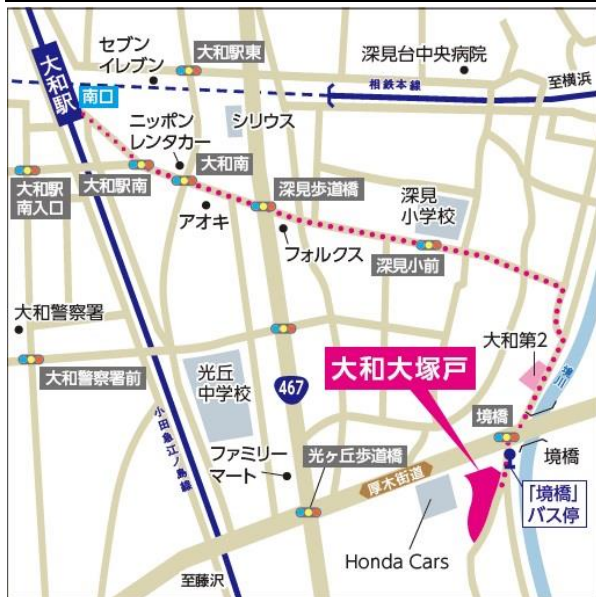 セブン
イレブン
大和駅東
深見台中央病院
相鉄本線
至横浜
大和駅
南口
ニッポン
レンタカー
シリウス
大和駅
南入口
大和駅南
大和南
アオキ
深見歩道橋
フォルクス
深見
小学校
深見小前
大和警察署
大和警察署前
光丘
中学校
467
大和大塚戸
大和第2
境川
境橋
境橋
「境橋」
バス停
小田急江ノ島線
ファミリー
マート
光ヶ丘歩道橋
厚木街道
Honda Cars
至藤沢